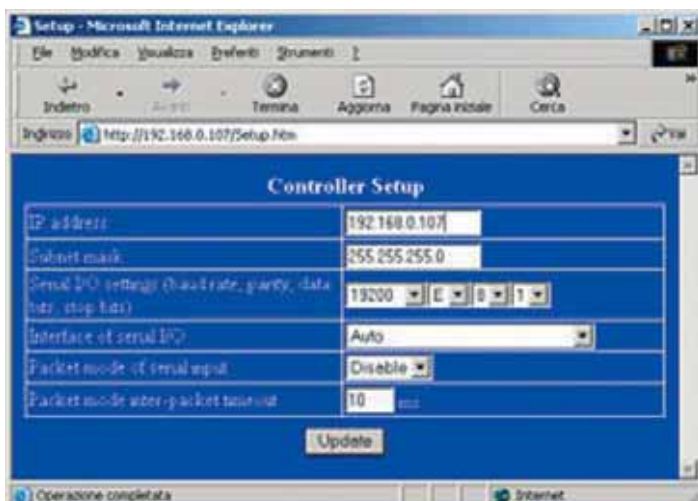 Setup - Microsoft Internet Explorer
File Modifica Visualizza Preferiti Strumenti ?
Indietro Avanti Termina Aggiorna Pagina iniziale Cerca
Indirizzo http://192.168.0.107/Setup.htm Vai
Controller Setup
IP address 192.168.0.107
Subnet mask 255.255.255.0
Serial I/O settings (baud rate, parity, data
bits, stop bits) 19200 E 8 1
Interface of serial I/O Auto
Packet mode of serial input Disable
Packet mode inter-packet timeout 10 ms
Update
Operazione completata Internet